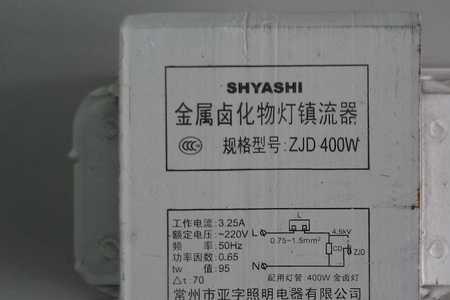 SHYASHI
金属卤化物灯镇流器
规格型号:ZJD 400W
工作电流: 3.25A
额定电压: ~220V
频 率: 50Hz
功率因数: 0.65
tw 值: 95
△t: 70
L
L
4.5kV
0.75-1.5mm²
CD
ZJD
N
配用灯管: 400W 金卤灯
常州市亚字照明电器有限公司